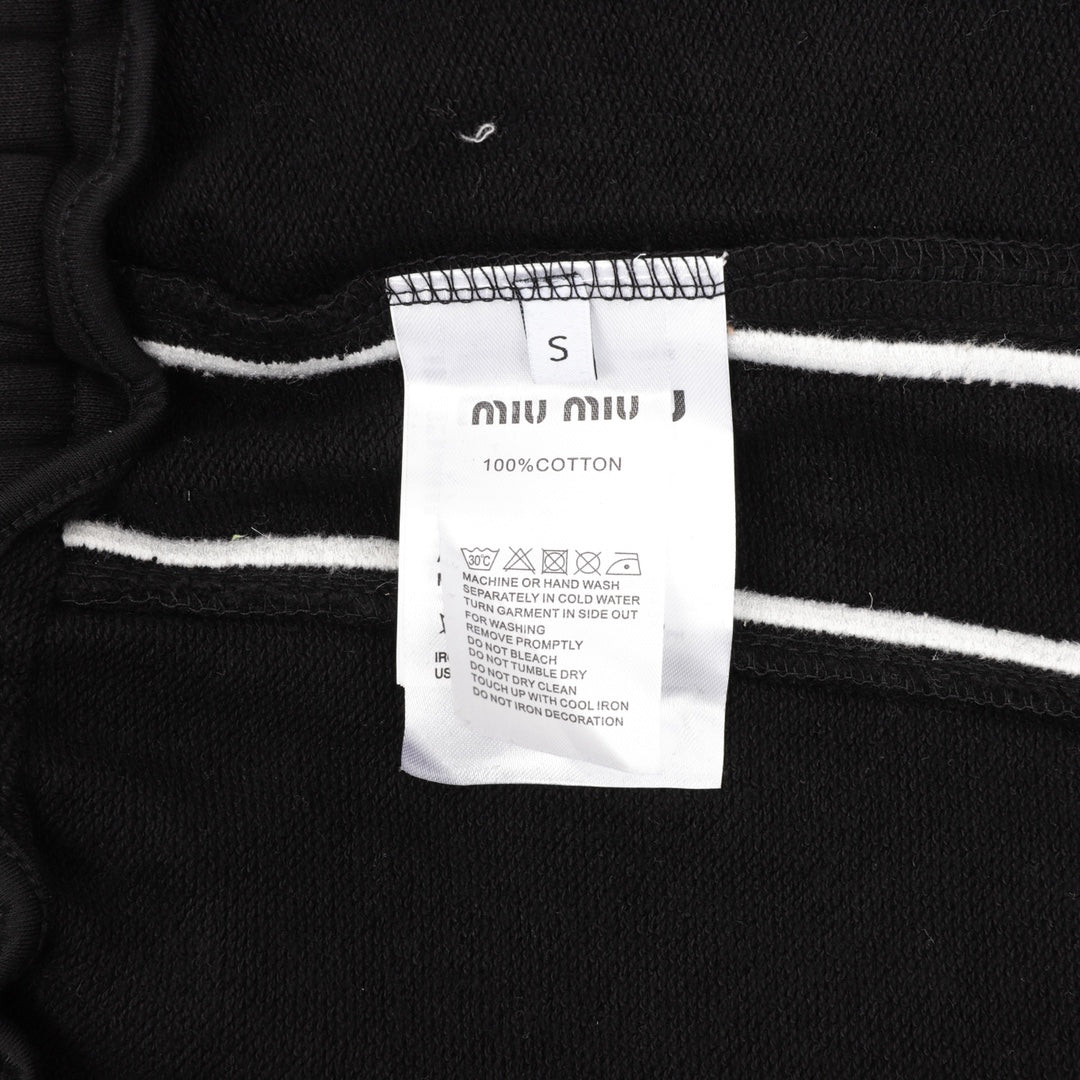 S
miu miu
100%COTTON
30°C
MACHINE OR HAND WASH
SEPARATELY IN COLD WATER
TURN GARMENT IN SIDE OUT
FOR WASHING
REMOVE PROMPTLY
DO NOT BLEACH
DO NOT TUMBLE DRY
DO NOT DRY CLEAN
TOUCH UP WITH COOL IRON
DO NOT IRON DECORATION